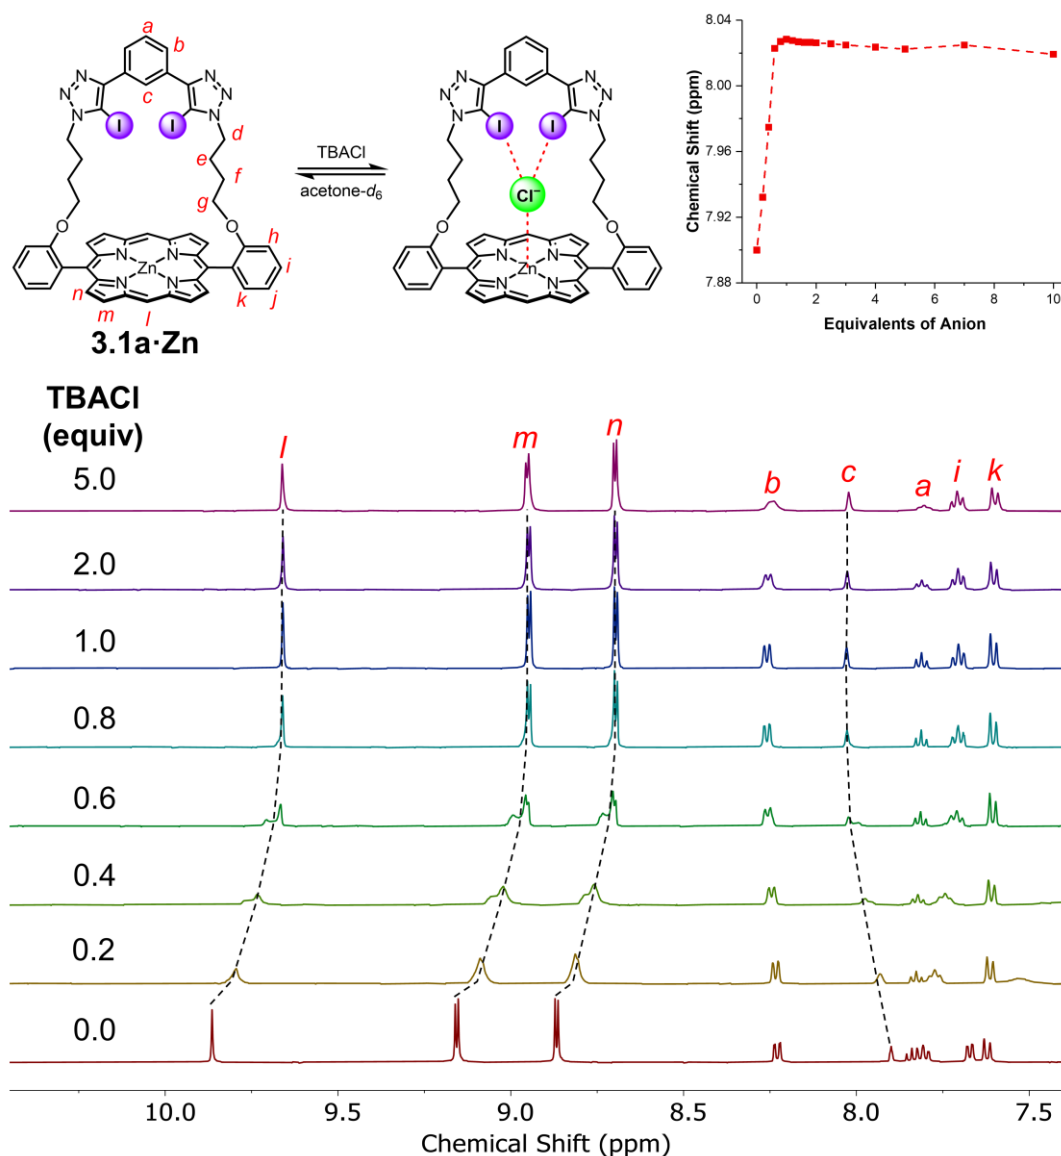 a
b
c
N
N
N
N
N
N
I
I
d
e
f
g
O
O
h
i
j
k
N
N
Zn
N
N
n
m
l
3.1a·Zn
TBACl
acetone-d6
N
N
N
N
N
N
I
I
Cl−
O
O
N
N
Zn
N
N
Chemical Shift (ppm)
8.04
8.00
7.96
7.92
7.88
0 2 4 6 8 10
Equivalents of Anion
TBACl
(equiv)
l m n b c a i k
5.0
2.0
1.0
0.8
0.6
0.4
0.2
0.0
10.0 9.5 9.0 8.5 8.0 7.5
Chemical Shift (ppm)